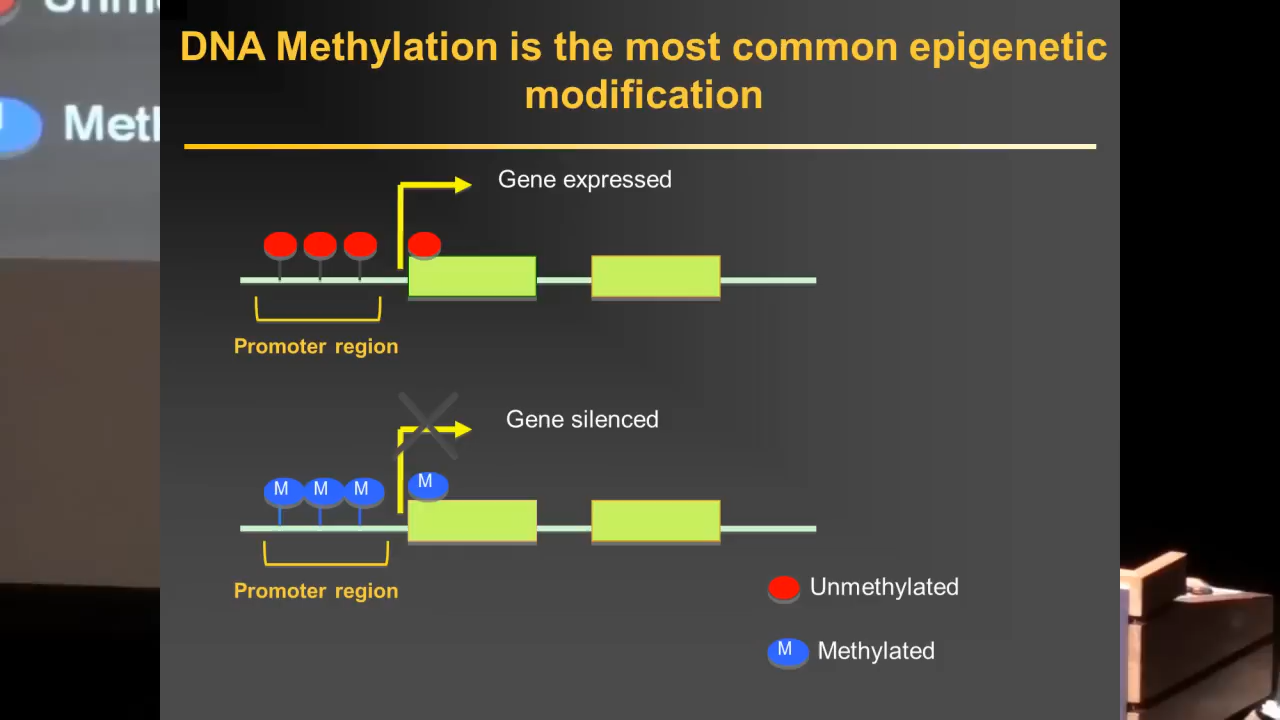 DNA Methylation is the most common epigenetic
modification
Gene expressed
Promoter region
Gene silenced
M M M M
Promoter region
Unmethylated
M Methylated